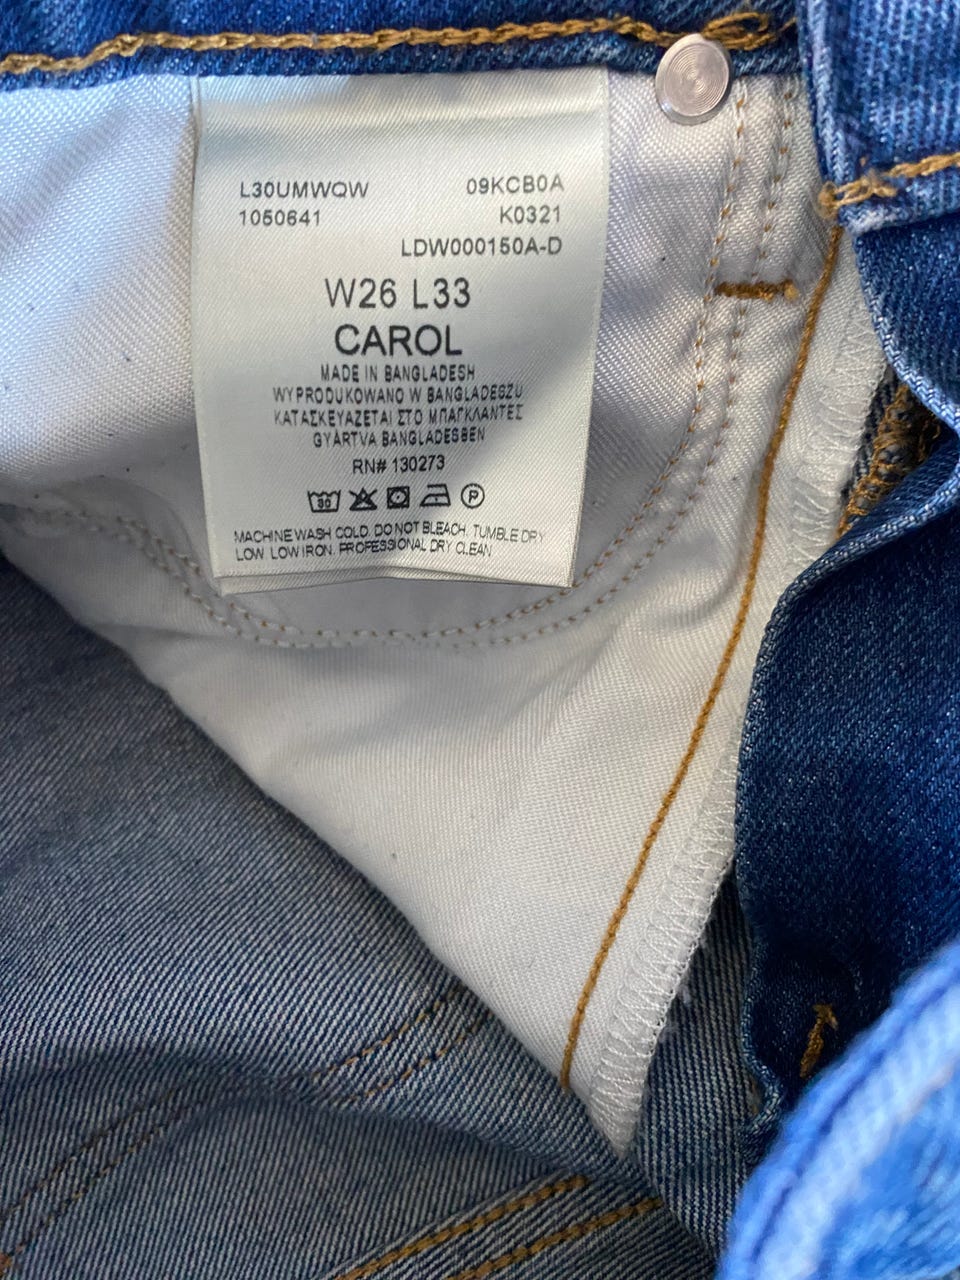 L30UMWQW 09KCB0A
1050641 K0321
LDW000150A-D
W26 L33
CAROL
MADE IN BANGLADESH
WYPRODUKOWANO W BANGLADESZU
ΚΑΤΑΣΚΕΥΑΖΕΤΑΙ ΣΤΟ ΜΠΑΓΚΛΑΝΤΕΣ
GYÁRTVA BANGLADESBEN
RN# 130273
30 P
MACHINE WASH COLD. DO NOT BLEACH. TUMBLE DRY
LOW. LOW IRON. PROFESSIONAL DRY CLEAN